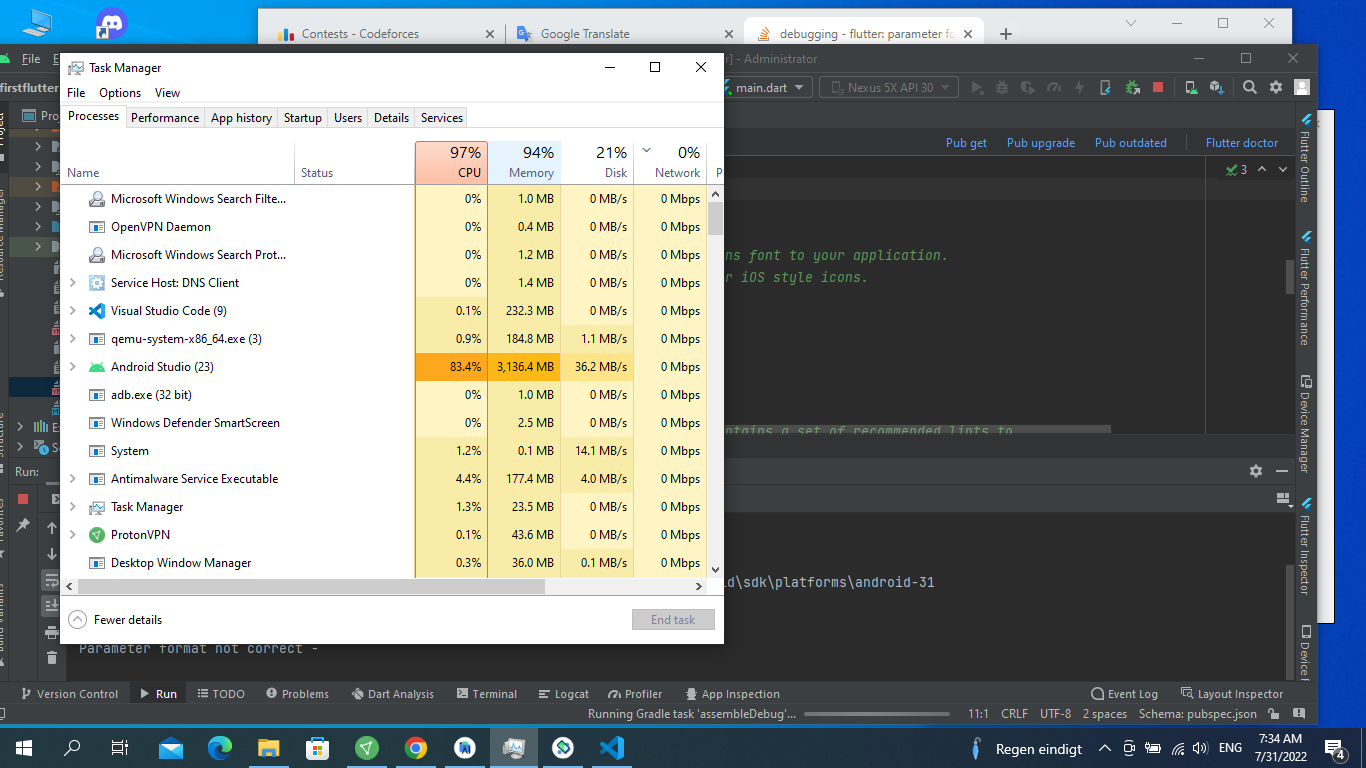 Contests - Codeforces
Google Translate
debugging - flutter: parameter fo
File
r] - Administrator
Task Manager
File Options View
firstflutter
main.dart
Nexus 5X API 30
Processes Performance App history Startup Users Details Services
Pub get Pub upgrade Pub outdated Flutter doctor
97% 94% 21% 0%
Name Status CPU Memory Disk Network P
3
Microsoft Windows Search Filte... 0% 1.0 MB 0 MB/s 0 Mbps
OpenVPN Daemon 0% 0.4 MB 0 MB/s 0 Mbps
Microsoft Windows Search Prot... 0% 1.2 MB 0 MB/s 0 Mbps
ns font to your application.
r iOS style icons.
Service Host: DNS Client 0% 1.4 MB 0 MB/s 0 Mbps
Visual Studio Code (9) 0.1% 232.3 MB 0 MB/s 0 Mbps
qemu-system-x86_64.exe (3) 0.9% 184.8 MB 1.1 MB/s 0 Mbps
Android Studio (23) 83.4% 3,136.4 MB 36.2 MB/s 0 Mbps
adb.exe (32 bit) 0% 1.0 MB 0 MB/s 0 Mbps
Windows Defender SmartScreen 0% 2.5 MB 0 MB/s 0 Mbps
ntains a set of recommended lints to
System 1.2% 0.1 MB 14.1 MB/s 0 Mbps
Antimalware Service Executable 4.4% 177.4 MB 4.0 MB/s 0 Mbps
Task Manager 1.3% 23.5 MB 0 MB/s 0 Mbps
ProtonVPN 0.1% 43.6 MB 0 MB/s 0 Mbps
Desktop Window Manager 0.3% 36.0 MB 0.1 MB/s 0 Mbps
Run:
id\sdk\platforms\android-31
Fewer details
End task
Parameter format not correct -
Flutter Outline
Flutter Performance
Device Manager
Flutter Inspector
Version Control Run TODO Problems Dart Analysis Terminal Logcat Profiler App Inspection Event Log Layout Inspector
Running Gradle task 'assembleDebug'... 11:1 CRLF UTF-8 2 spaces Schema: pubspec.json
Regen eindigt
ENG
7:34 AM
7/31/2022
4